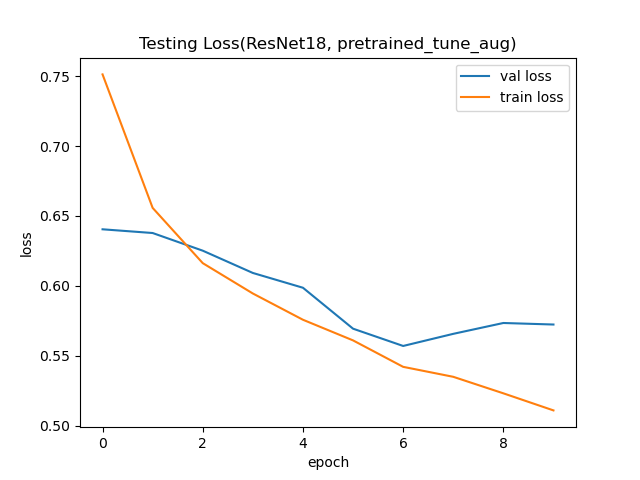 Testing Loss(ResNet18, pretrained_tune_aug)
val loss
train loss
0.75
0.70
0.65
0.60
0.55
0.50
loss
0 2 4 6 8
epoch